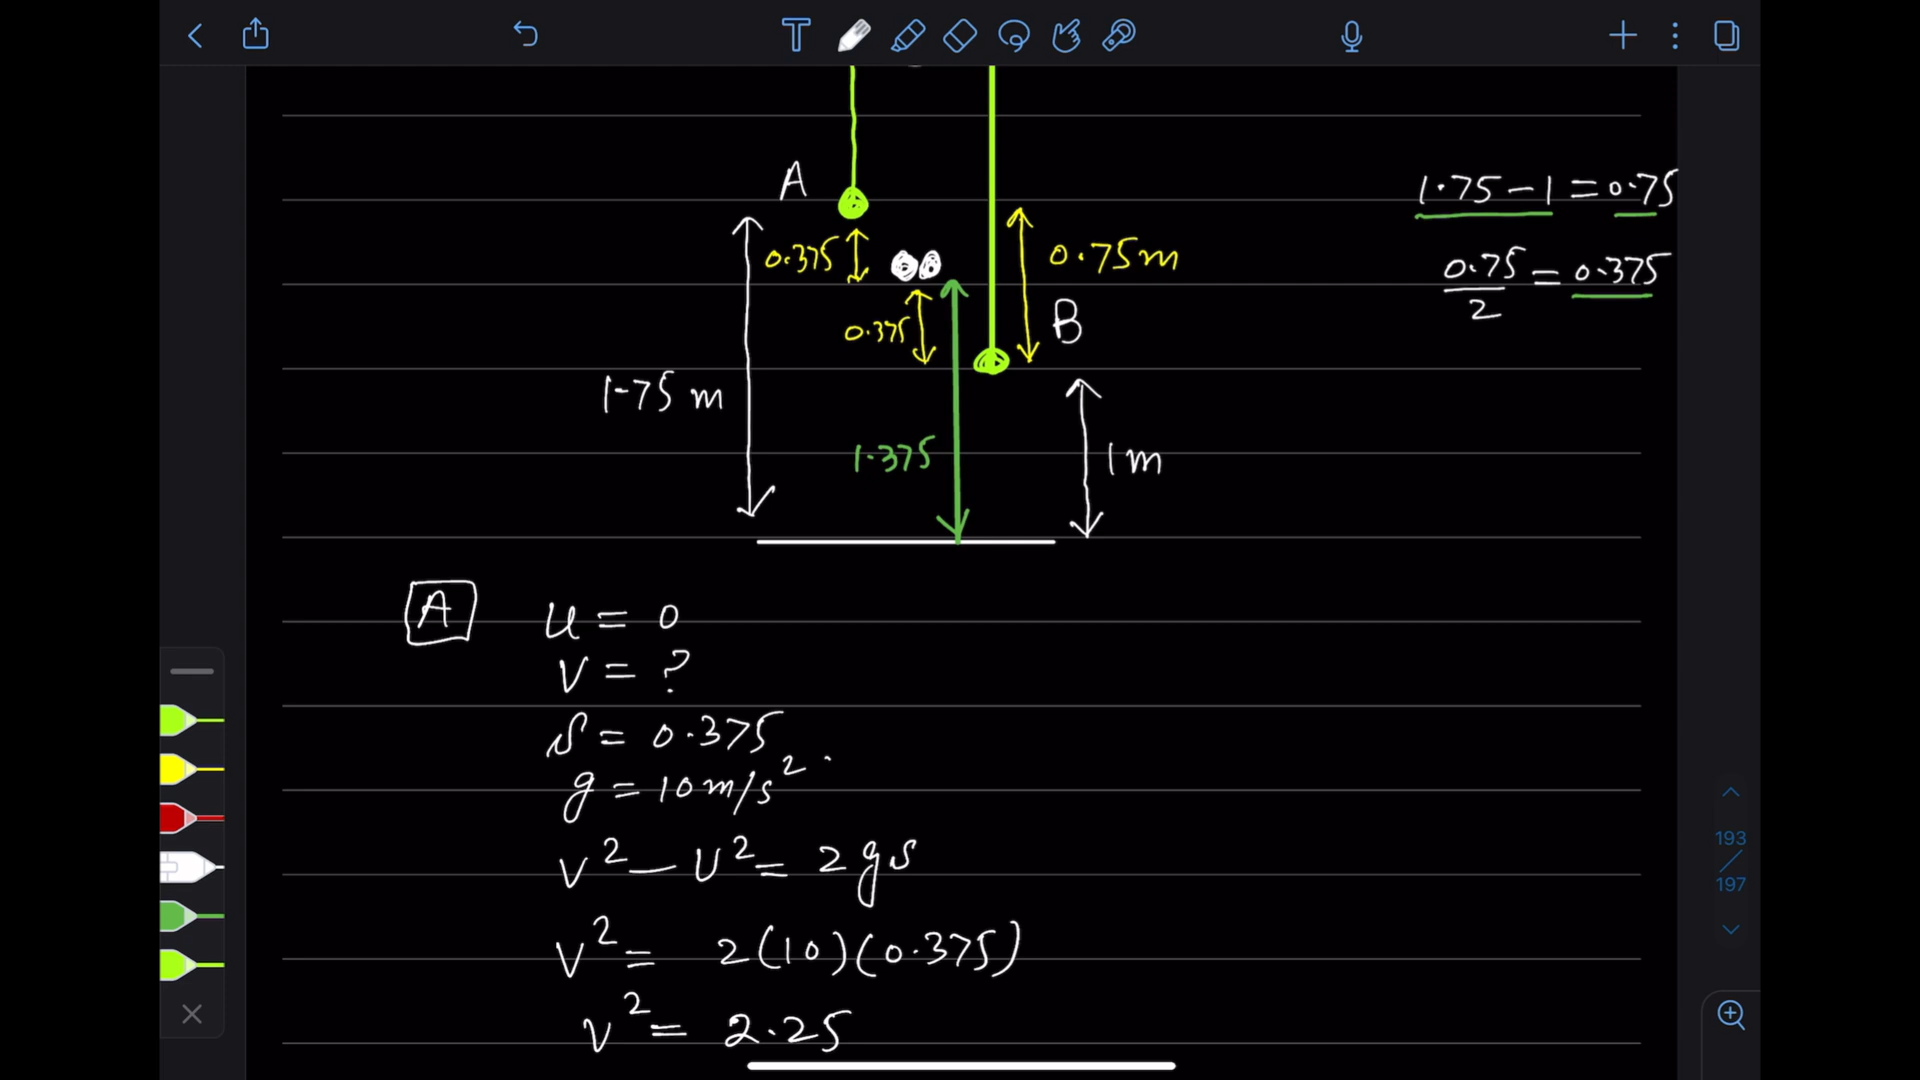 T
A
1.75-1=0.75
0.375
0.75m
0.75/2=0.375
0.375
B
1.75 m
1.375
1m
A
u = 0
v = ?
s = 0.375
g = 10m/s²
v² - u² = 2gs
v² = 2(10)(0.375)
v² = 2.25
193
197